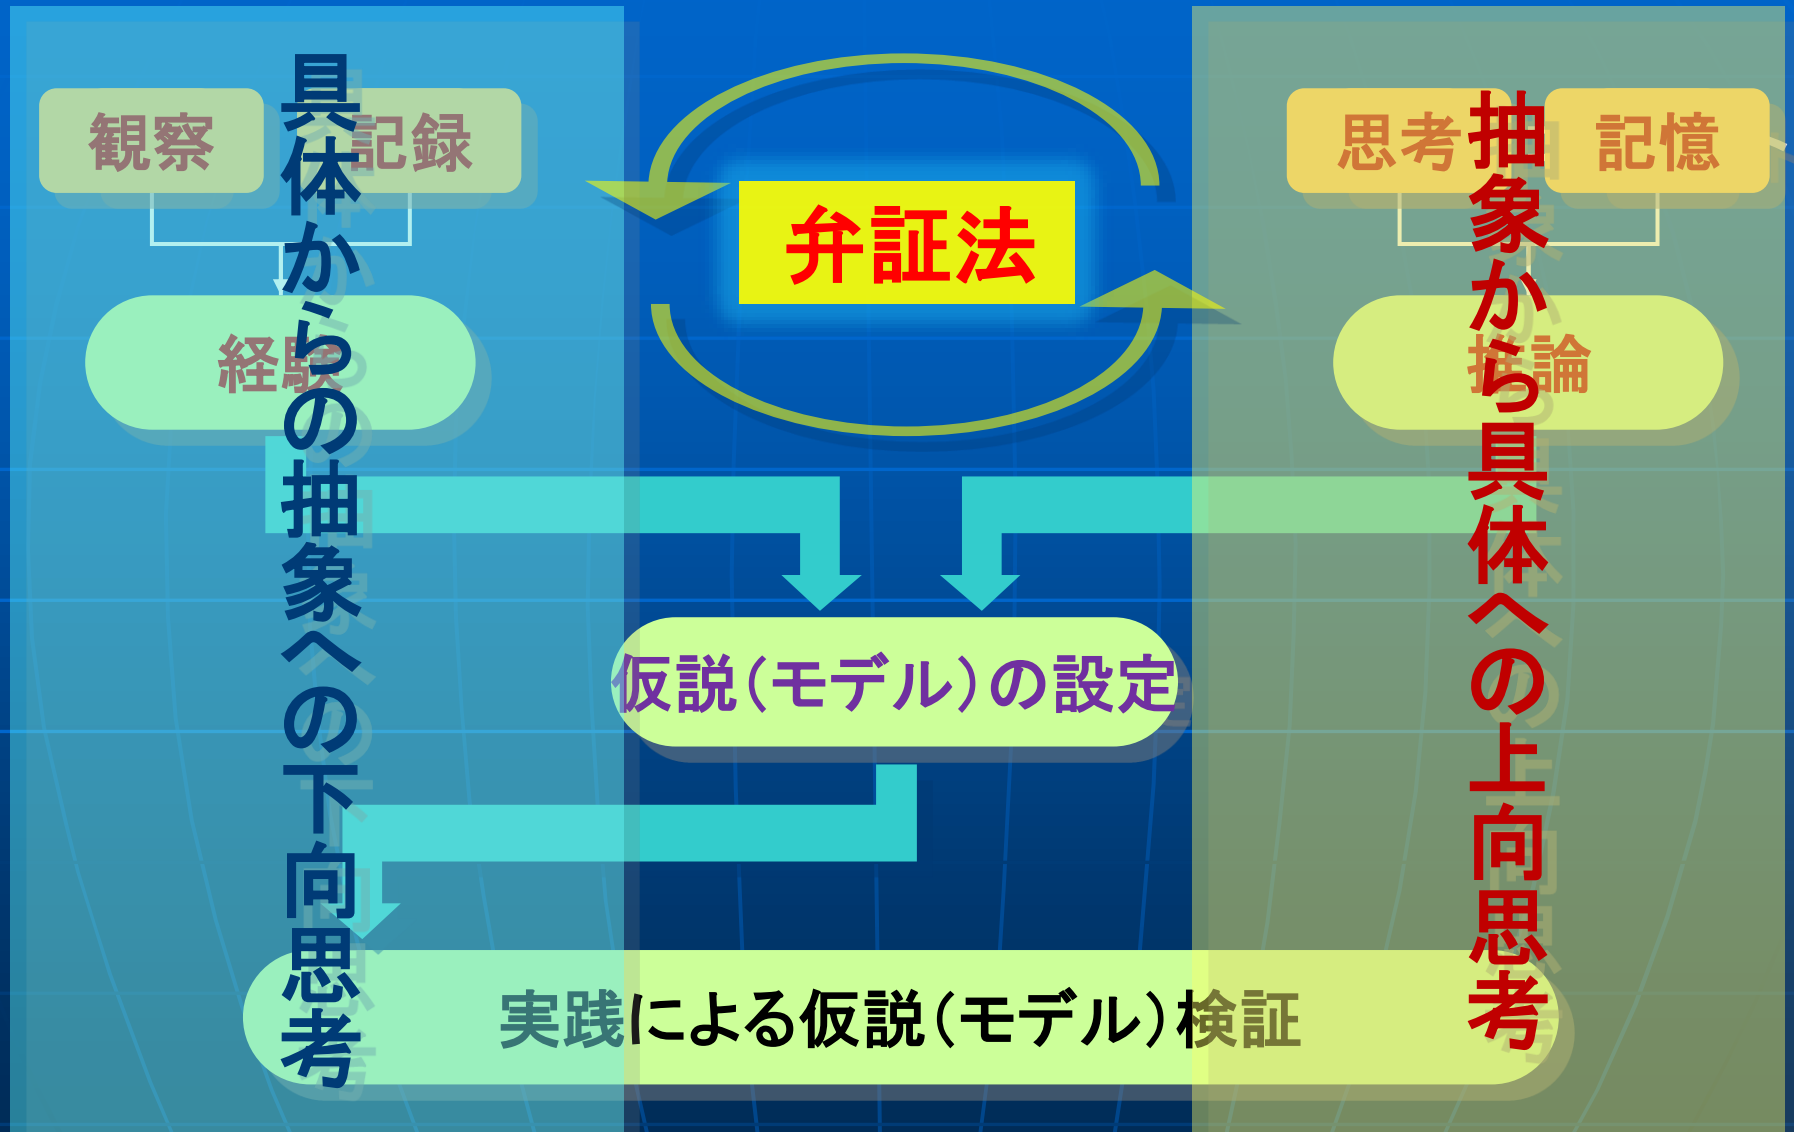 具体からの抽象への下向思考
観察
記録
経験
弁証法
思考
記憶
推論
抽象から具体への上向思考
仮説（モデル）の設定
実践による仮説（モデル）検証